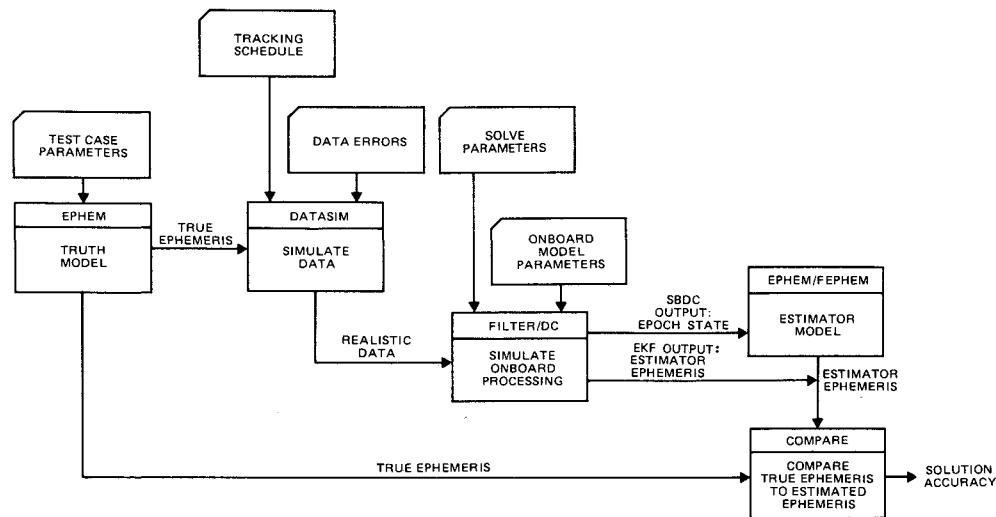 TRACKING
SCHEDULE
TEST CASE
PARAMETERS
DATA ERRORS
SOLVE
PARAMETERS
EPHEM
TRUTH
MODEL
TRUE
EPHEMERIS
DATASIM
SIMULATE
DATA
ONBOARD
MODEL
PARAMETERS
REALISTIC
DATA
FILTER/DC
SIMULATE
ONBOARD
PROCESSING
SBDC
OUTPUT:
EPOCH STATE
EKF OUTPUT:
ESTIMATOR
EPHEMERIS
EPHEM/FEPHEM
ESTIMATOR
MODEL
ESTIMATOR
EPHEMERIS
TRUE EPHEMERIS
COMPARE
COMPARE
TRUE EPHEMERIS
TO ESTIMATED
EPHEMERIS
SOLUTION
ACCURACY